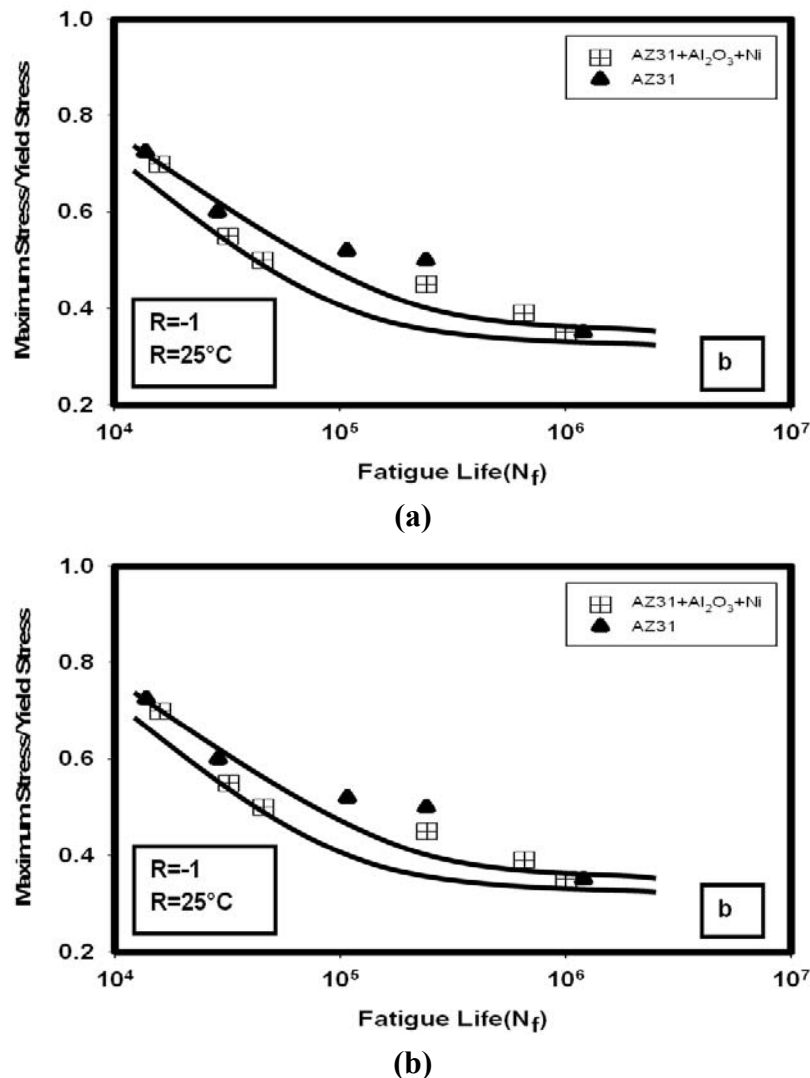 1.0
0.8
0.6
0.4
0.2
Maximum Stress/Yield Stress
AZ31+Al₂O₃+Ni
AZ31
R=-1
R=25°C
b
10⁴ 10⁵ 10⁶ 10⁷
Fatigue Life(N_f)
(a)
1.0
0.8
0.6
0.4
0.2
Maximum Stress/Yield Stress
AZ31+Al₂O₃+Ni
AZ31
R=-1
R=25°C
b
10⁴ 10⁵ 10⁶ 10⁷
Fatigue Life(N_f)
(b)